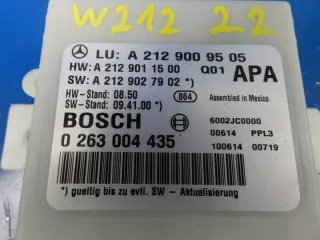 W212 22
LU: A 212 900 95 05
HW: A 212 901 15 00 Q01 APA
SW: A 212 902 79 02 *)
HW-Stand: 08.50 864 Assembled in Mexico
SW-Stand: 09.41.00 *)
BOSCH 6002JC0000
0 263 004 435 00614 PPL3
100614 00719
*) gueltig bis zu evtl. SW - Aktualisierung